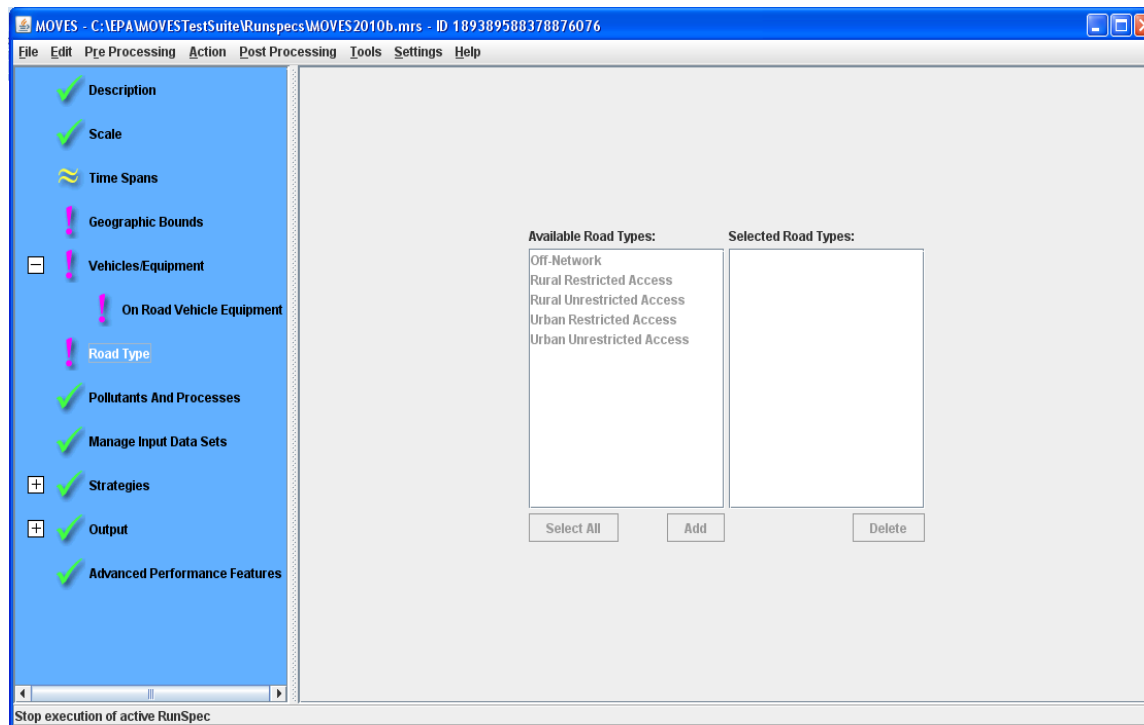 MOVES - C:\EPA\MOVESTestSuite\Runspecs\MOVES2010b.mrs - ID 189389588378876076
File Edit Pre Processing Action Post Processing Tools Settings Help
Description
Scale
Time Spans
Geographic Bounds
Vehicles/Equipment
On Road Vehicle Equipment
Road Type
Pollutants And Processes
Manage Input Data Sets
Strategies
Output
Advanced Performance Features
Available Road Types:
Off-Network
Rural Restricted Access
Rural Unrestricted Access
Urban Restricted Access
Urban Unrestricted Access
Select All
Add
Selected Road Types:
Delete
Stop execution of active RunSpec